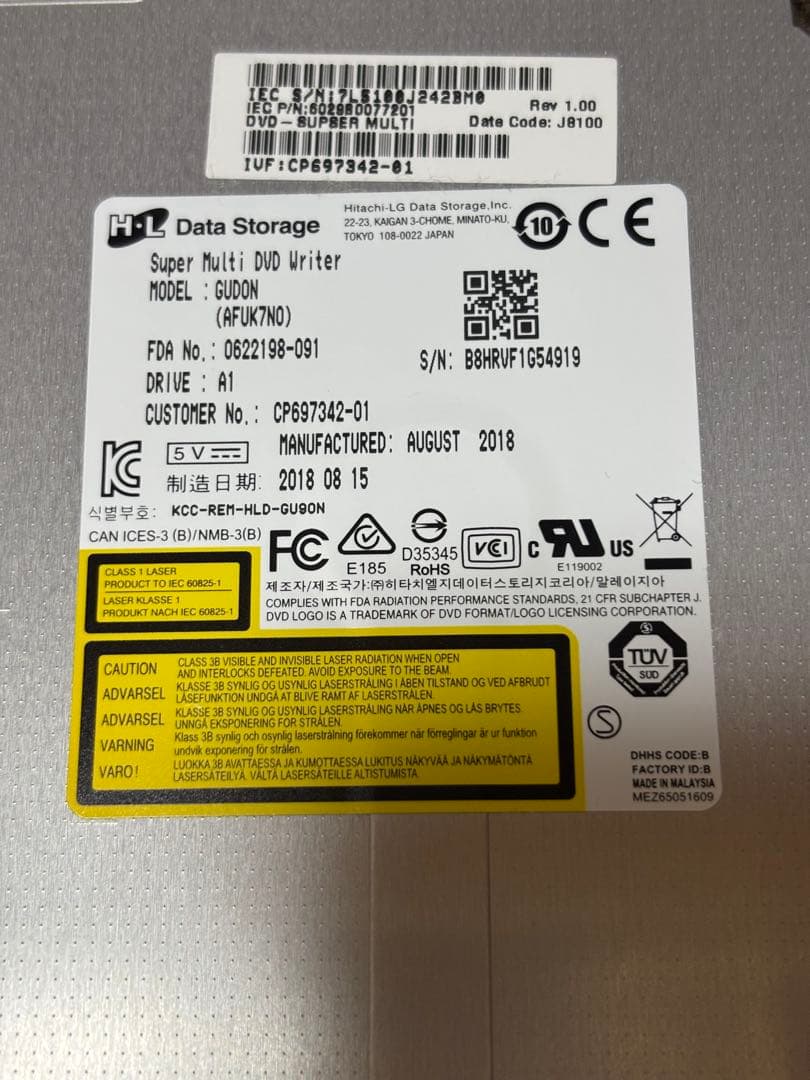 IEC S/N:7L5100J242BM0
IEC P/N:6029B0077201
Rev 1.00
DVD-SUPBER MULTI
Date Code: J8100
IVF:CP697342-01
H·L Data Storage
Hitachi-LG Data Storage,Inc.
22-23, KAIGAN 3-CHOME, MINATO-KU,
TOKYO 108-0022 JAPAN
10
CE
Super Multi DVD Writer
MODEL : GUDON
(AFUK7NO)
FDA No.: 0622198-091
S/N: B8HRVF1G54919
DRIVE : A1
CUSTOMER No.: CP697342-01
5 V
MANUFACTURED: AUGUST 2018
制造日期: 2018 08 15
식별부호: KCC-REM-HLD-GU90N
CAN ICES-3 (B)/NMB-3(B)
FC
E185
D35345
RoHS
VCI
C RU US
E119002
CLASS 1 LASER
PRODUCT TO IEC 60825-1
LASER KLASSE 1
PRODUKT NACH IEC 60825-1
제조자/제조국가:㈜히타치엘지데이터스토리지코리아/말레이지아
COMPLIES WITH FDA RADIATION PERFORMANCE STANDARDS, 21 CFR SUBCHAPTER J.
DVD LOGO IS A TRADEMARK OF DVD FORMAT/LOGO LICENSING CORPORATION.
CAUTION CLASS 3B VISIBLE AND INVISIBLE LASER RADIATION WHEN OPEN
AND INTERLOCKS DEFEATED. AVOID EXPOSURE TO THE BEAM.
ADVARSEL KLASSE 3B SYNLIG OG USYNLIG LASERSTRÅLING I ÅBEN TILSTAND OG VED AFBRUDT
LÅSEFUNKTION UNDGÅ AT BLIVE RAMT AF LASERSTRÅLEN.
ADVARSEL KLASSE 3B SYNLIG OG USYNLIG LASERSTRÅLING NÅR ÅPNES OG LÅS BRYTES
UNNGÅ EKSPONERING FOR STRÅLEN.
VARNING Klass 3B synlig och osynlig laserstrålning förekommer när förreglingar är ur funktion
undvik exponering för strålen.
VARO! LUOKKA 3B AVATTAESSA JA KUMOTTAESSA LUKITUS NÄKYVÄÄ JA NÄKYMÄTÖNTÄ
LASERSÄTEILYÄ. VÄLTÄ LASERSÄTEILLE ALTISTUMISTA.
TÜV
SÜD
S
DHHS CODE:B
FACTORY ID:B
MADE IN MALAYSIA
MEZ65051609